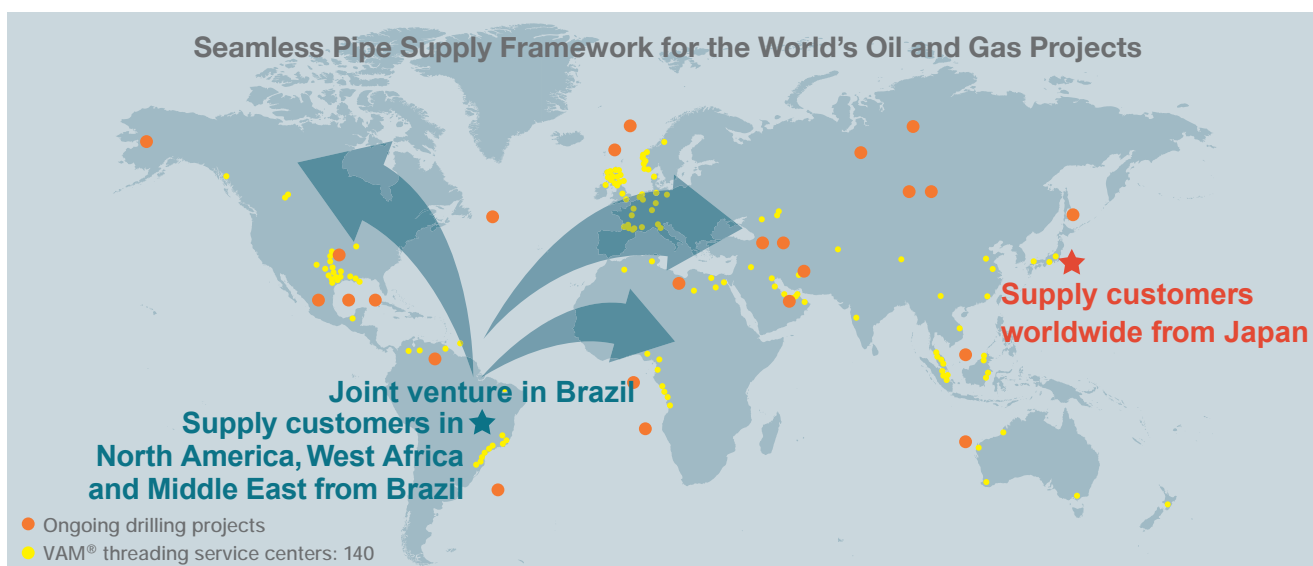 Seamless Pipe Supply Framework for the World's Oil and Gas Projects
Supply customers
worldwide from Japan
Joint venture in Brazil
Supply customers in
North America, West Africa
and Middle East from Brazil
Ongoing drilling projects
VAM® threading service centers: 140